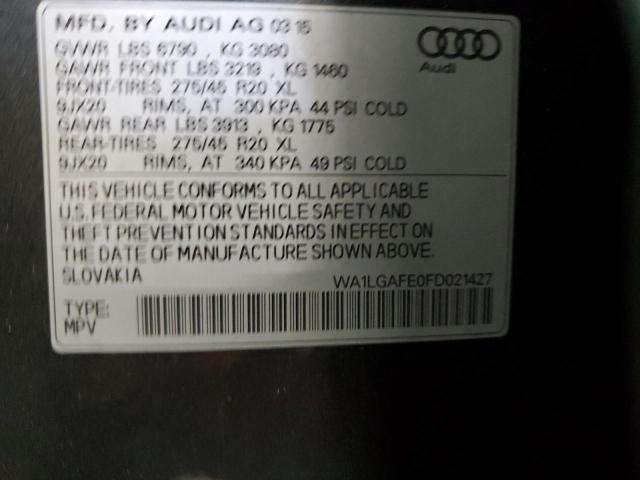 MFD. BY AUDI AG 03 15
GVWR LBS 6790 , KG 3080
GAWR FRONT LBS 3219 , KG 1460
FRONT-TIRES 275/45 R20 XL
9JX20 RIMS, AT 300 KPA 44 PSI COLD
GAWR REAR LBS 3913 , KG 1775
REAR-TIRES 275/45 R20 XL
9JX20 RIMS, AT 340 KPA 49 PSI COLD
Audi
THIS VEHICLE CONFORMS TO ALL APPLICABLE
U.S. FEDERAL MOTOR VEHICLE SAFETY AND
THEFT PREVENTION STANDARDS IN EFFECT ON
THE DATE OF MANUFACTURE SHOWN ABOVE.
SLOVAKIA WA1LGAFE0FD021427
TYPE:
MPV